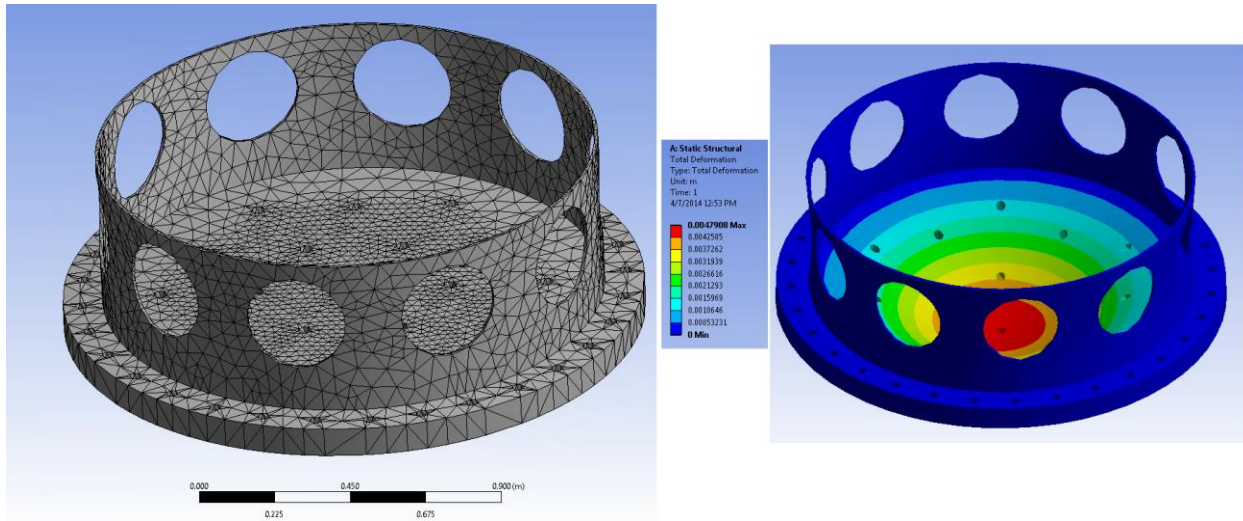 0.000
0.450
0.900 (m)
0.225
0.675
A: Static Structural
Total Deformation
Type: Total Deformation
Unit: m
Time: 1
4/7/2014 12:53 PM
0.0047908 Max
0.0042585
0.0037262
0.0031939
0.0026616
0.0021293
0.0015969
0.0010646
0.00053231
0 Min